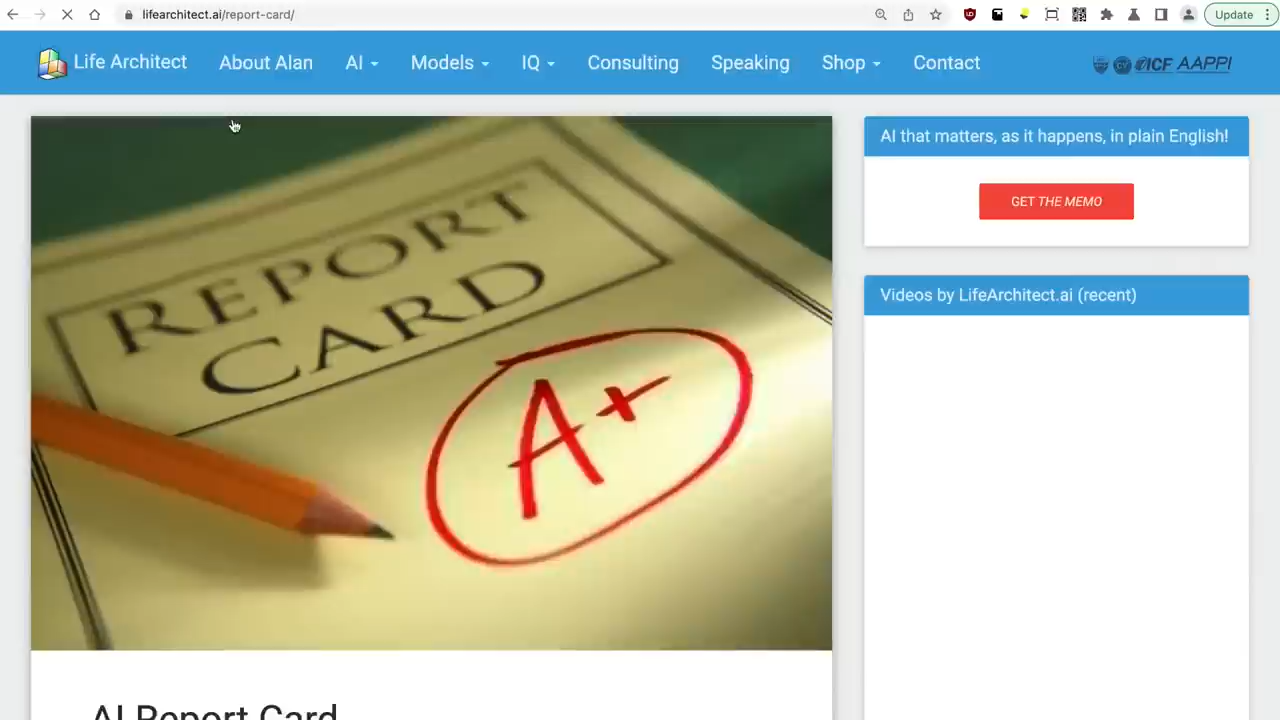 lifearchitect.ai/report-card/
Update
Life Architect
About Alan
AI
Models
IQ
Consulting
Speaking
Shop
Contact
ICF
AAPPI
REPORT
CARD
A+
AI Report Card
AI that matters, as it happens, in plain English!
GET THE MEMO
Videos by LifeArchitect.ai (recent)